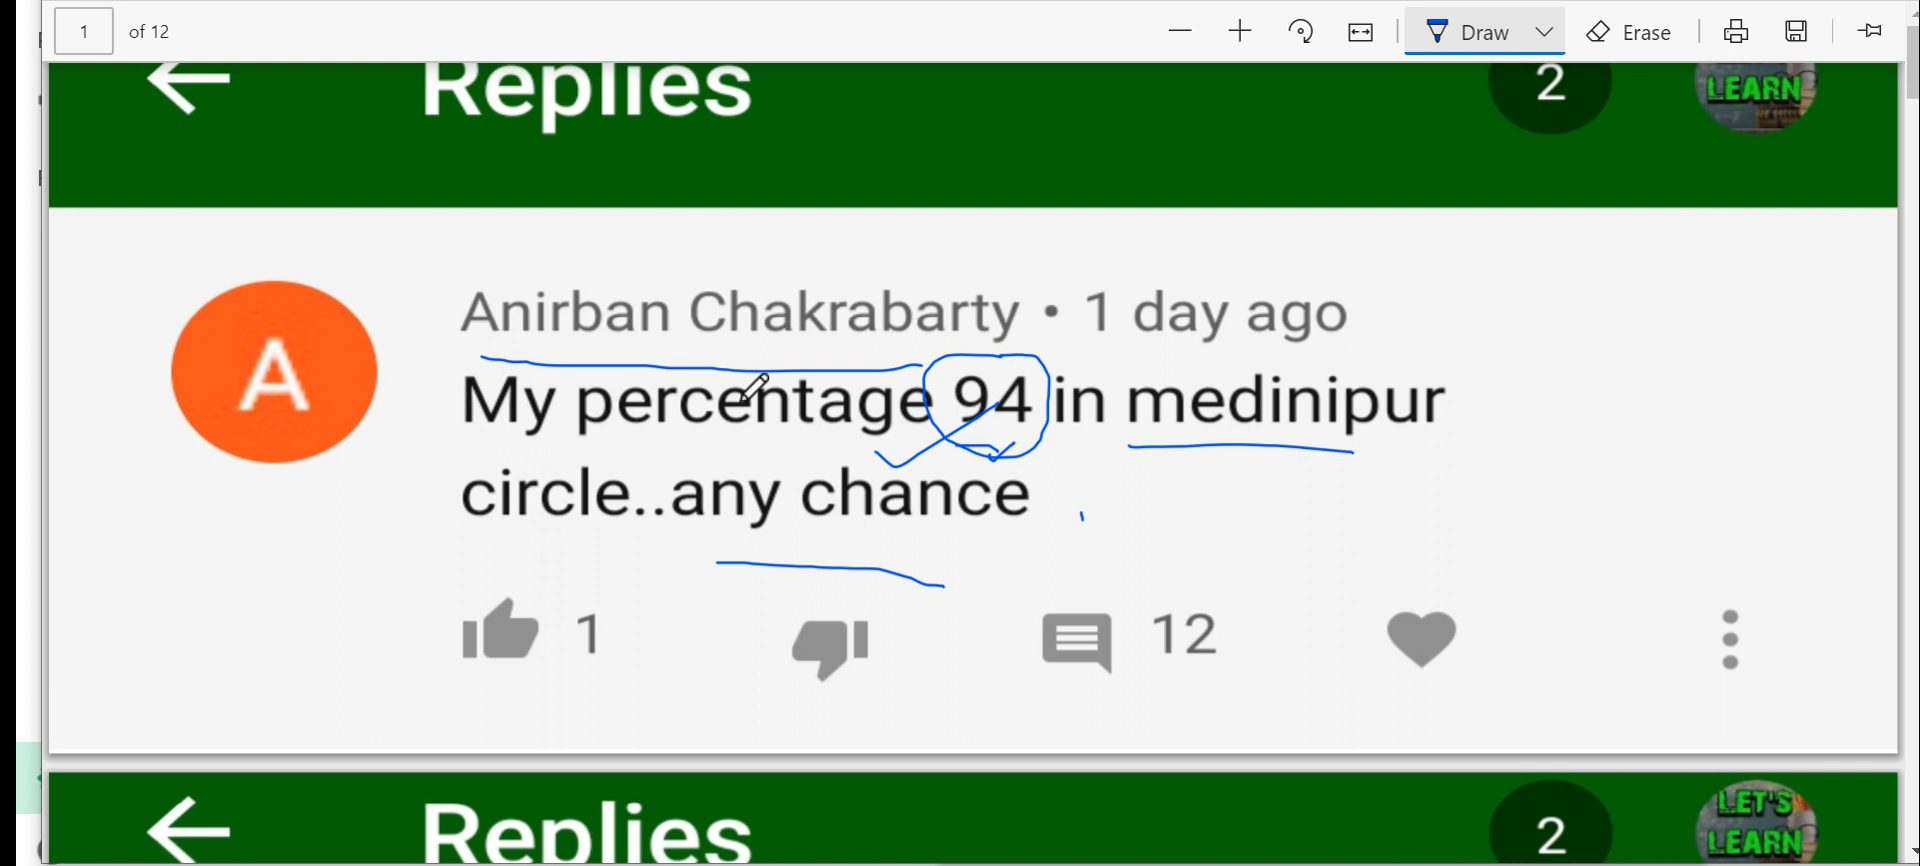 1 of 12 Draw Erase
Replies 2 LEARN
A
Anirban Chakrabarty • 1 day ago
My percentage 94 in medinipur
circle..any chance
1 12
Replies 2 LET'S
LEARN